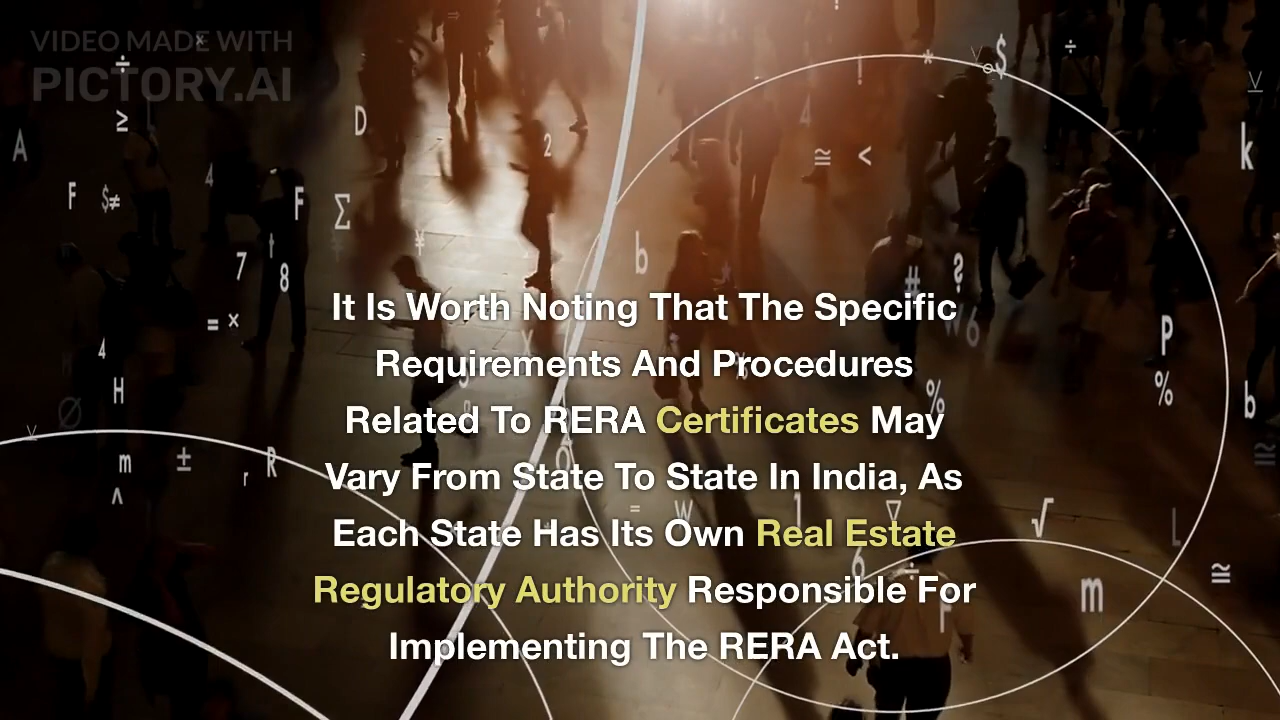 VIDEO MADE WITH
PICTORY.AI
It Is Worth Noting That The Specific
Requirements And Procedures
Related To RERA Certificates May
Vary From State To State In India, As
Each State Has Its Own Real Estate
Regulatory Authority Responsible For
Implementing The RERA Act.